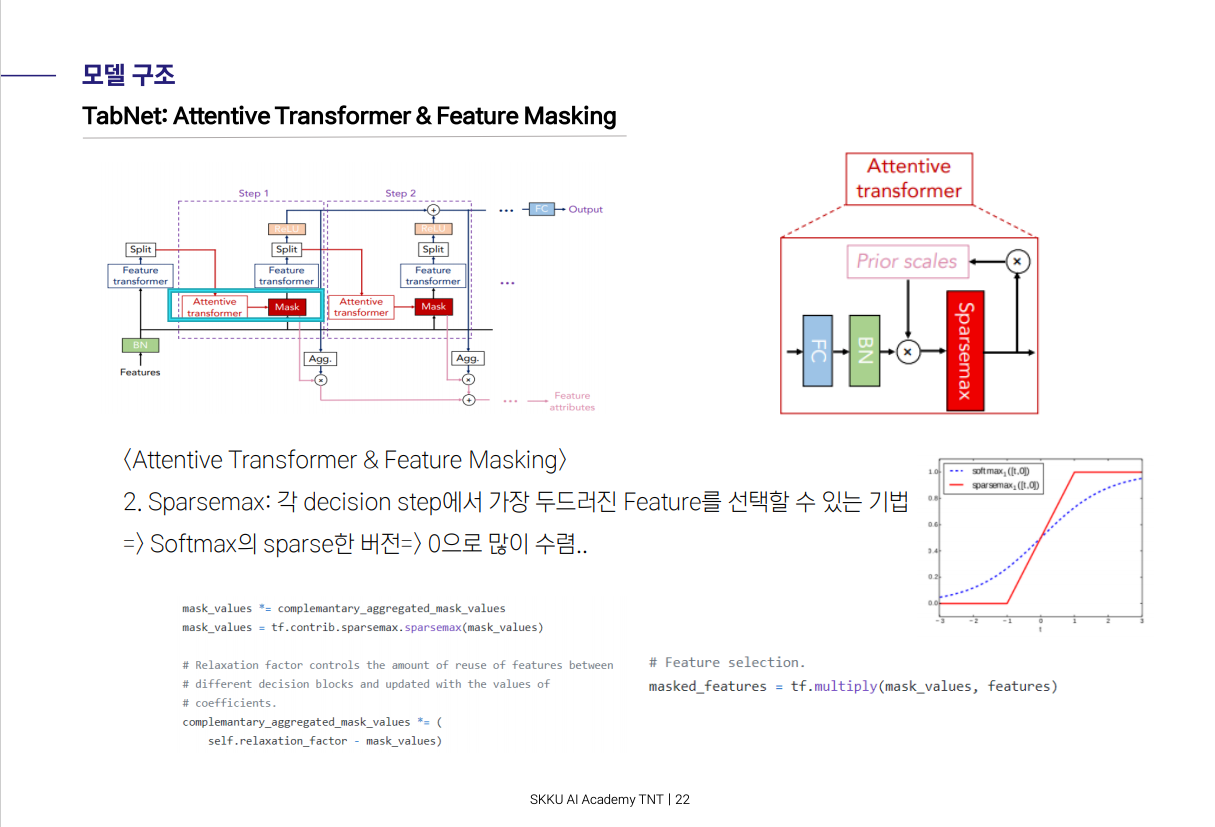 모델 구조
TabNet: Attentive Transformer & Feature Masking
Step 1
Step 2
FC
Output
ReLU
ReLU
Split
Split
Split
Feature transformer
Feature transformer
Feature transformer
Attentive transformer
Mask
Attentive transformer
Mask
BN
Features
Agg.
Agg.
Feature attributes
Attentive
transformer
Prior scales
FC
BN
Sparsemax
〈Attentive Transformer & Feature Masking〉
2. Sparsemax: 각 decision step에서 가장 두드러진 Feature를 선택할 수 있는 기법
=〉 Softmax의 sparse한 버전=〉 0으로 많이 수렴..
softmax₁([t,0])
sparsemax₁([t,0])
1.0
0.8
0.6
0.4
0.2
0.0
−3 −2 −1 0 1 2 3
t
mask_values *= complemantary_aggregated_mask_values
mask_values = tf.contrib.sparsemax.sparsemax(mask_values)
# Relaxation factor controls the amount of reuse of features between
# different decision blocks and updated with the values of
# coefficients.
complemantary_aggregated_mask_values *= (
self.relaxation_factor - mask_values)
# Feature selection.
masked_features = tf.multiply(mask_values, features)
SKKU AI Academy TNT | 22